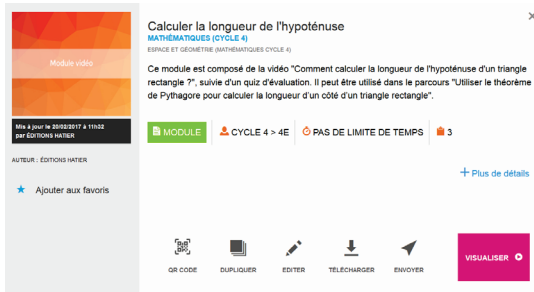 Calculer la longueur de l'hypoténuse
MATHÉMATIQUES (CYCLE 4)
ESPACE ET GÉOMÉTRIE (MATHÉMATIQUES CYCLE 4)
Module vidéo
Ce module est composé de la vidéo "Comment calculer la longueur de l'hypoténuse d'un triangle
rectangle ?", suivie d'un quiz d'évaluation. Il peut être utilisé dans le parcours "Utiliser le théorème
de Pythagore pour calculer la longueur d'un côté d'un triangle rectangle".
Mis à jour le 20/02/2017 à 11h32
par ÉDITIONS HATIER
MODULE CYCLE 4 > 4E PAS DE LIMITE DE TEMPS 3
AUTEUR : ÉDITIONS HATIER
+ Plus de détails
Ajouter aux favoris
QR CODE DUPLIQUER EDITER TÉLÉCHARGER ENVOYER VISUALISER